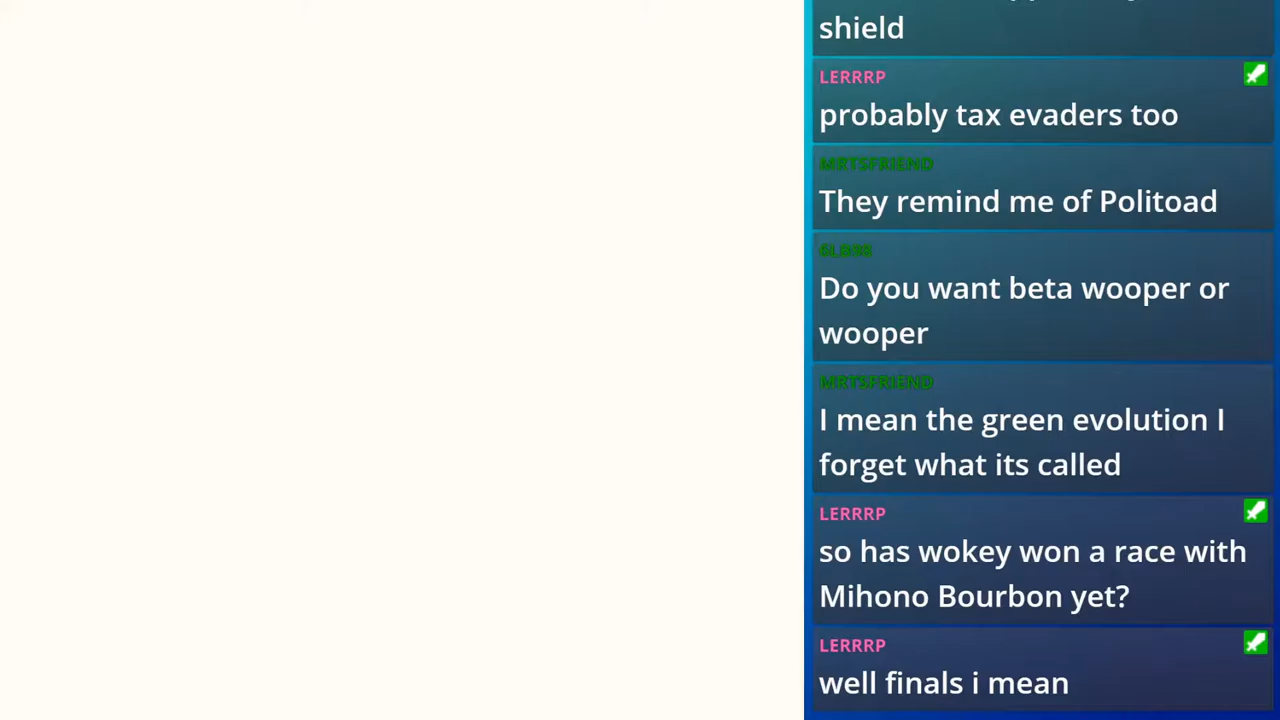 shield
LERRRP
probably tax evaders too
MRTSFRIEND
They remind me of Politoad
Do you want beta wooper or
wooper
MRTSFRIEND
I mean the green evolution I
forget what its called
LERRRP
so has wokey won a race with
Mihono Bourbon yet?
LERRRP
well finals i mean